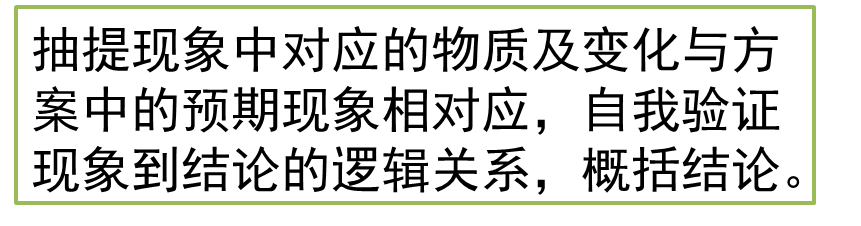 抽提现象中对应的物质及变化与方
案中的预期现象相对应，自我验证
现象到结论的逻辑关系，概括结论。